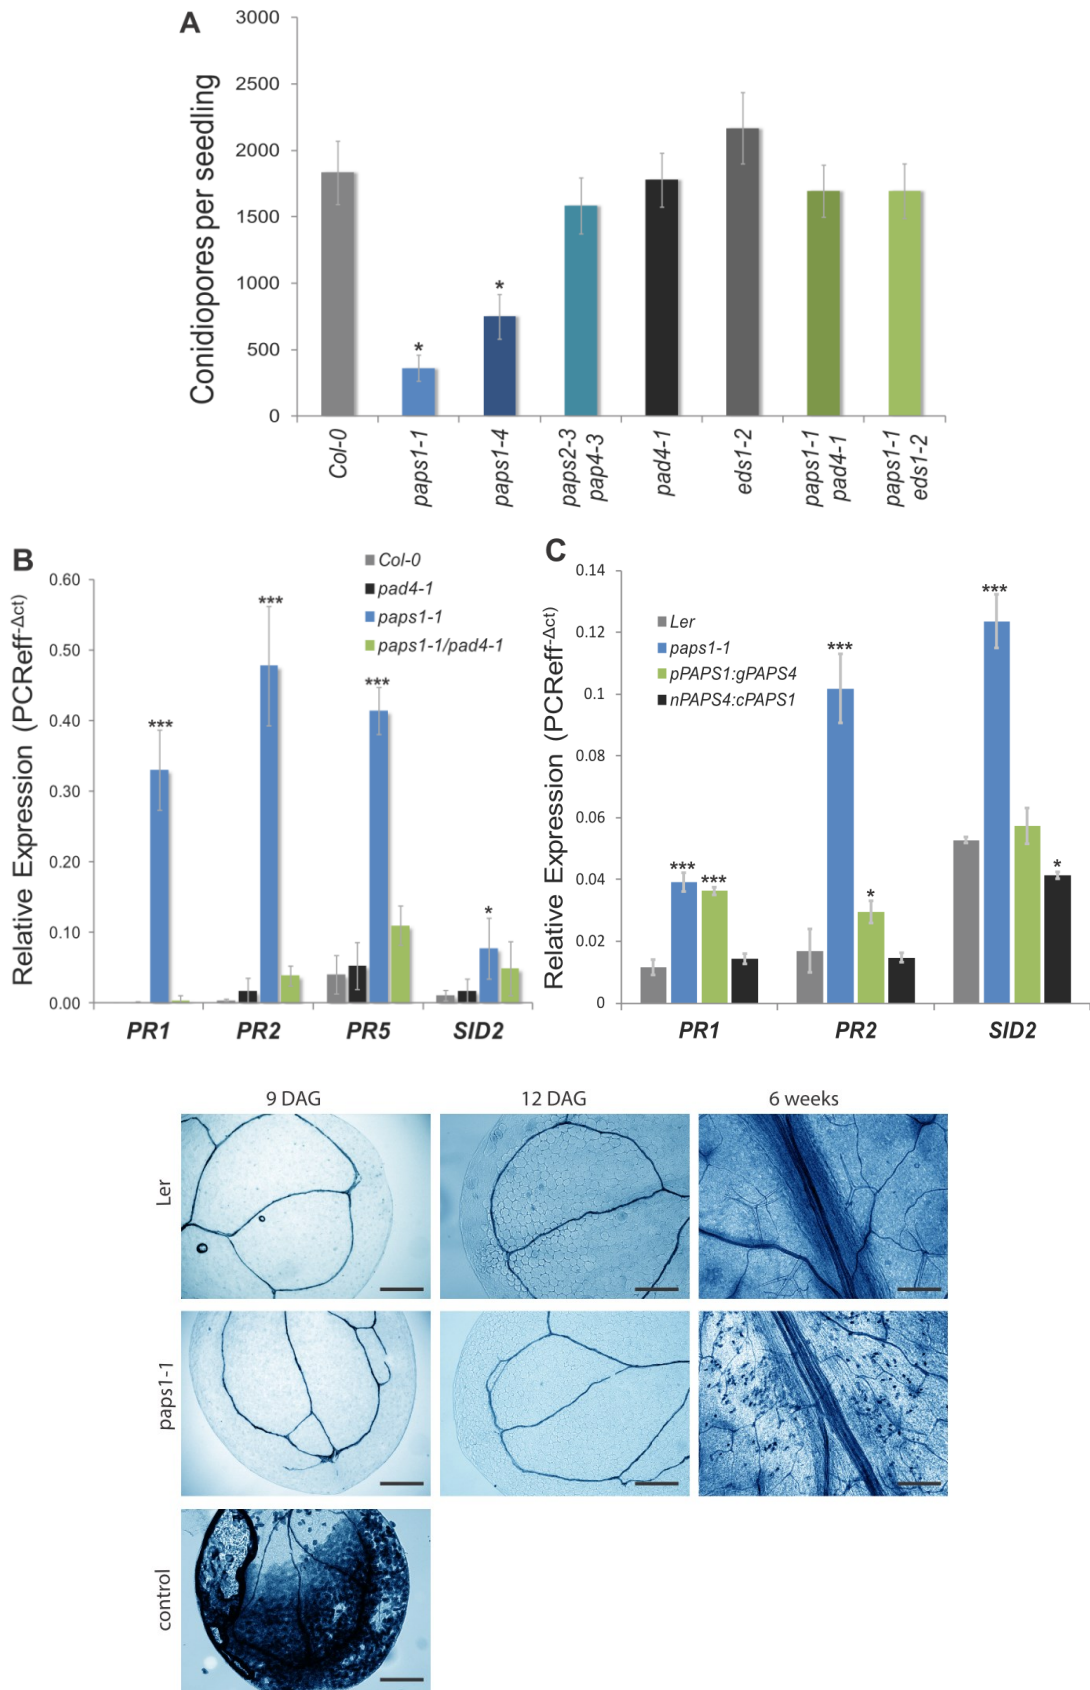 A
Conidiopores per seedling
3000
2500
2000
1500
1000
500
0
*
*
Col-0
paps1-1
paps1-4
paps2-3
pap4-3
pad4-1
eds1-2
paps1-1
pad4-1
paps1-1
eds1-2
B
Relative Expression (PCReff-Δct)
0.60
0.50
0.40
0.30
0.20
0.10
0.00
Col-0
pad4-1
paps1-1
paps1-1/pad4-1
***
***
***
*
PR1
PR2
PR5
SID2
C
Relative Expression (PCReff-Δct)
0.14
0.12
0.1
0.08
0.06
0.04
0.02
0
Ler
paps1-1
pPAPS1:gPAPS4
nPAPS4:cPAPS1
*** ***
***
*
***
*
PR1
PR2
SID2
9 DAG
12 DAG
6 weeks
Ler
paps1-1
control